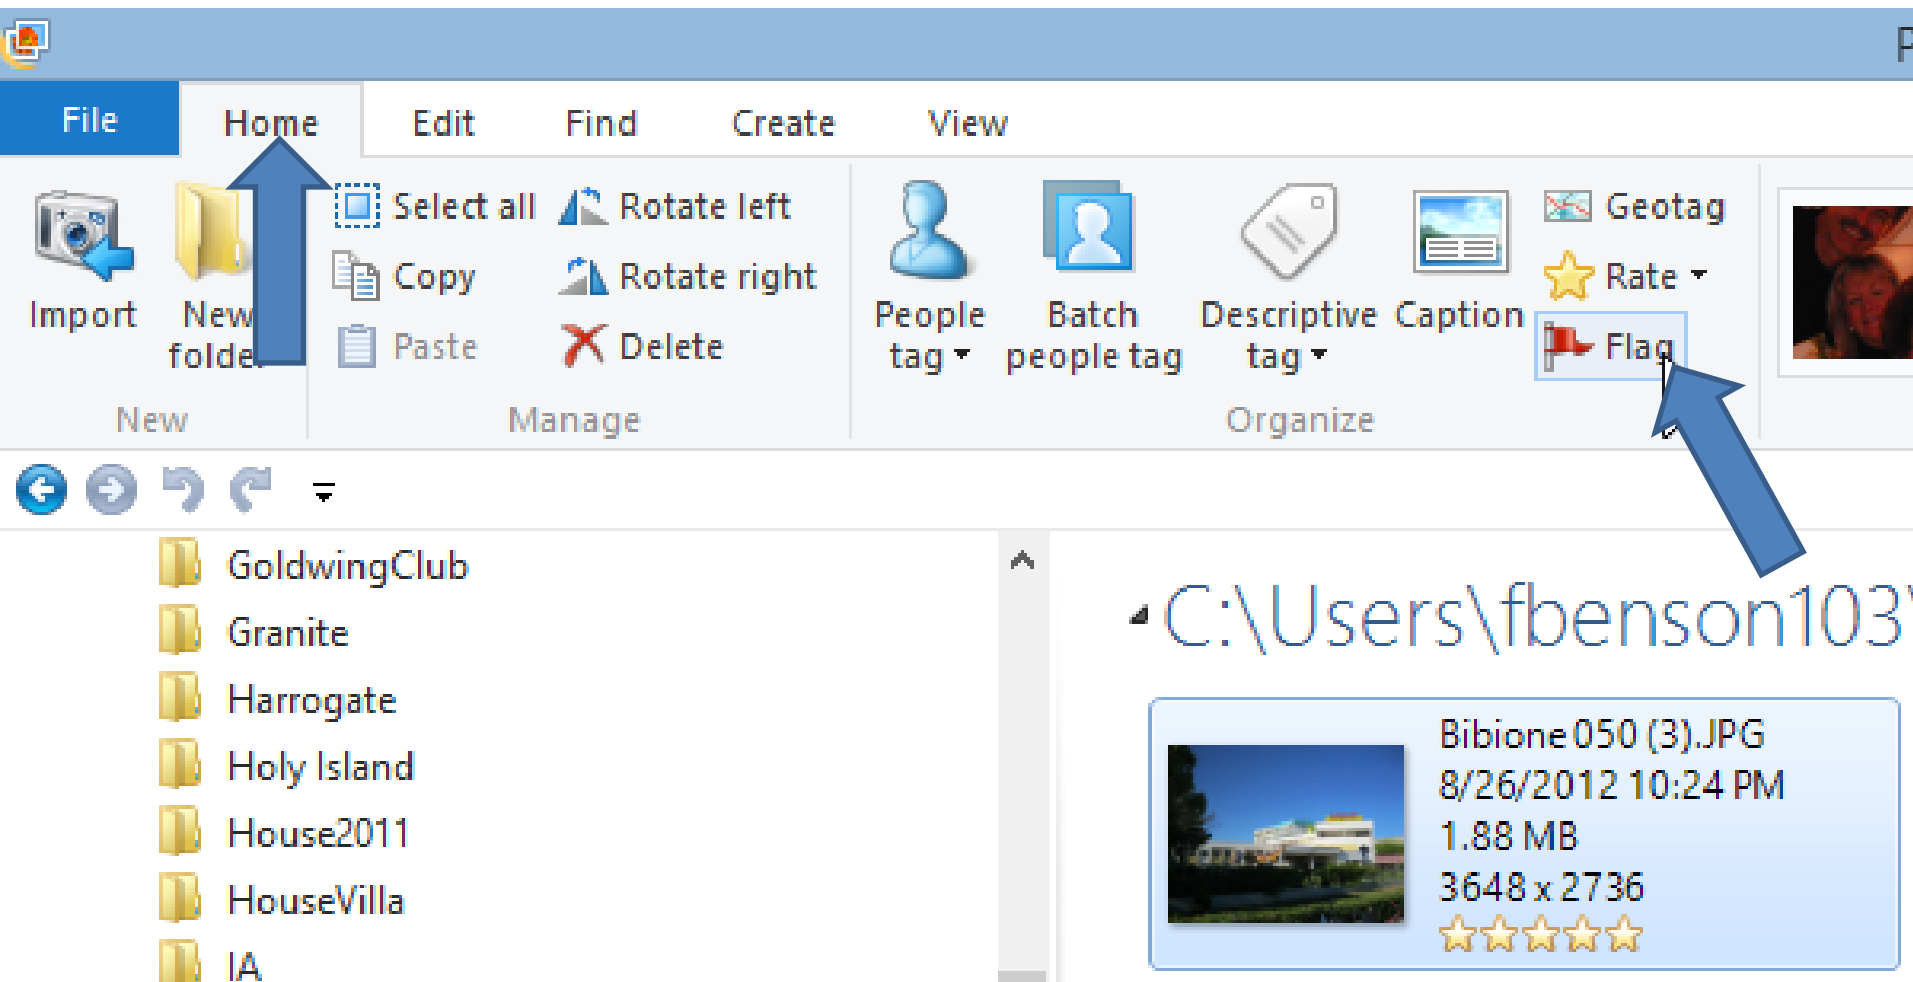 P
File Home Edit Find Create View
Import
New
folder
Select all
Copy
Paste
Rotate left
Rotate right
Delete
People
tag
Batch
people tag
Descriptive
tag
Caption
Geotag
Rate
Flag
New Manage Organize
GoldwingClub
Granite
Harrogate
Holy Island
House2011
HouseVilla
IA
C:\Users\fbenson103\
Bibione 050 (3).JPG
8/26/2012 10:24 PM
1.88 MB
3648 x 2736